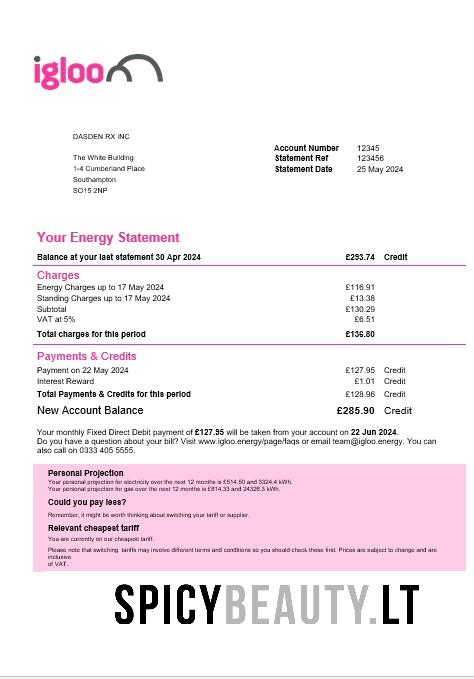 igloo
DASDEN RX INC
The White Building
1-4 Cumberland Place
Southampton
SO15 2NP
Account Number 12345
Statement Ref 123456
Statement Date 25 May 2024
Your Energy Statement
Balance at your last statement 30 Apr 2024 £293.74 Credit
Charges
Energy Charges up to 17 May 2024 £116.91
Standing Charges up to 17 May 2024 £13.38
Subtotal £130.29
VAT at 5% £6.51
Total charges for this period £136.80
Payments & Credits
Payment on 22 May 2024 £127.95 Credit
Interest Reward £1.01 Credit
Total Payments & Credits for this period £128.96 Credit
New Account Balance £285.90 Credit
Your monthly Fixed Direct Debit payment of £127.95 will be taken from your account on 22 Jun 2024.
Do you have a question about your bill? Visit www.igloo.energy/page/faqs or email team@igloo.energy. You can
also call on 0333 405 5555.
Personal Projection
Your personal projection for electricity over the next 12 months is £514.50 and 3324.4 kWh.
Your personal projection for gas over the next 12 months is £814.33 and 24326.3 kWh.
Could you pay less?
Remember, it might be worth thinking about switching your tariff or supplier.
Relevant cheapest tariff
You are currently on our cheapest tariff.
Please note that switching tariffs may involve different terms and conditions so you should check these first. Prices are subject to change and are
inclusive
of VAT.
SPICYBEAUTY.LT